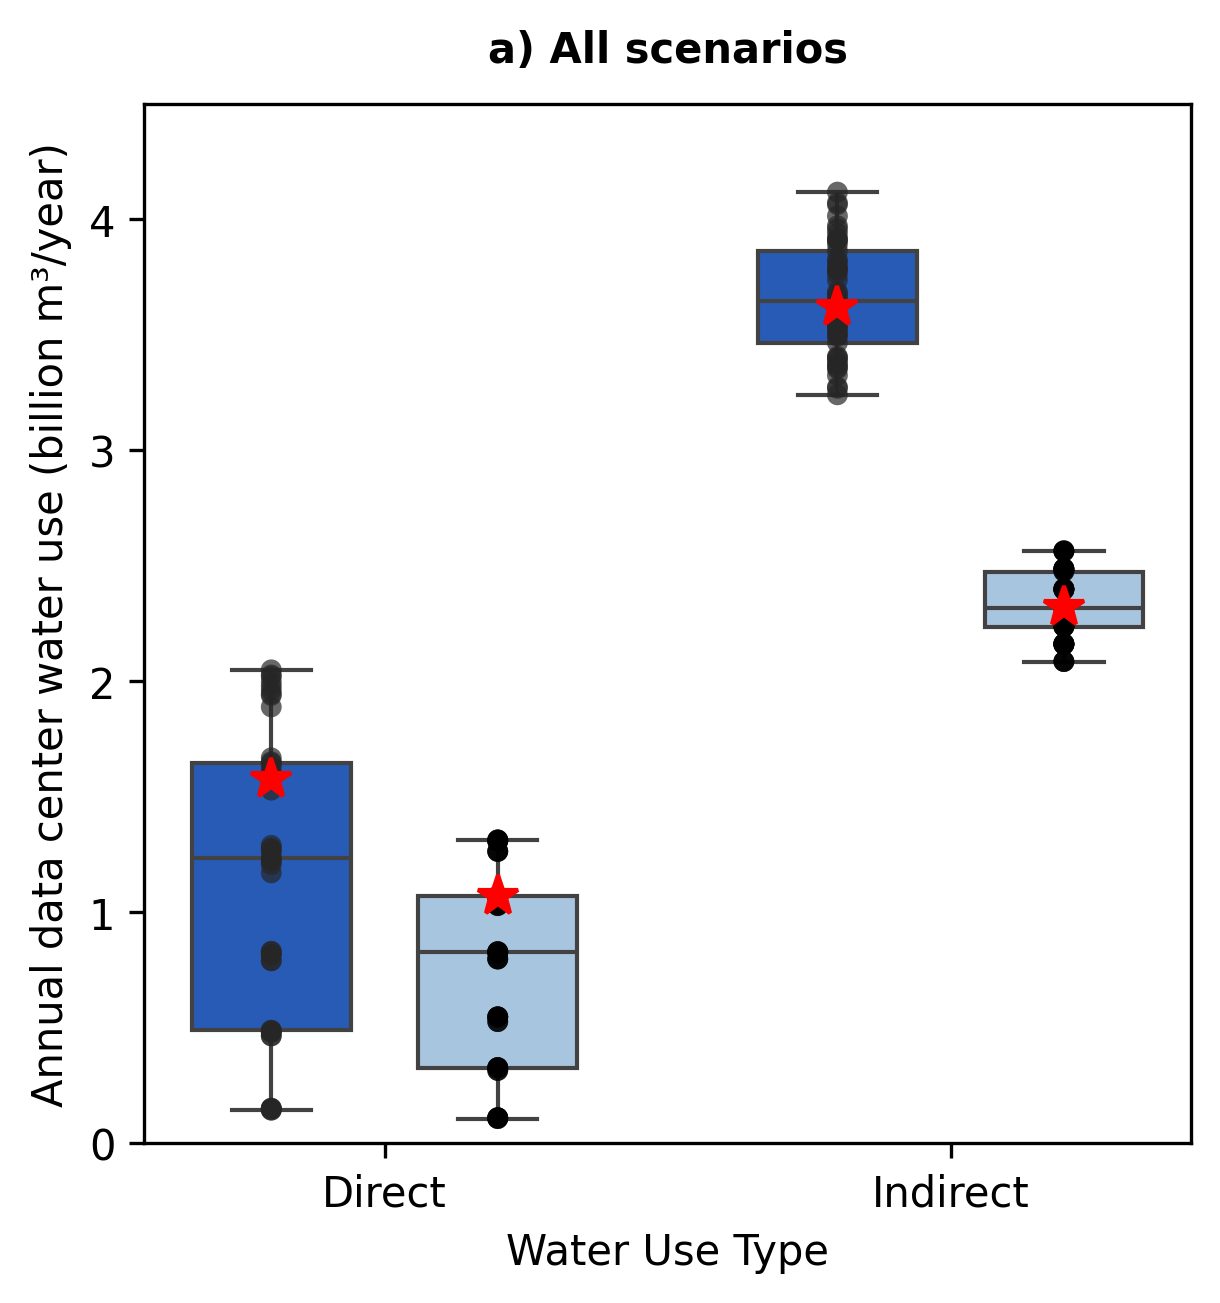 a) All scenarios
Annual data center water use (billion m³/year)
4
3
2
1
0
Direct
Indirect
Water Use Type